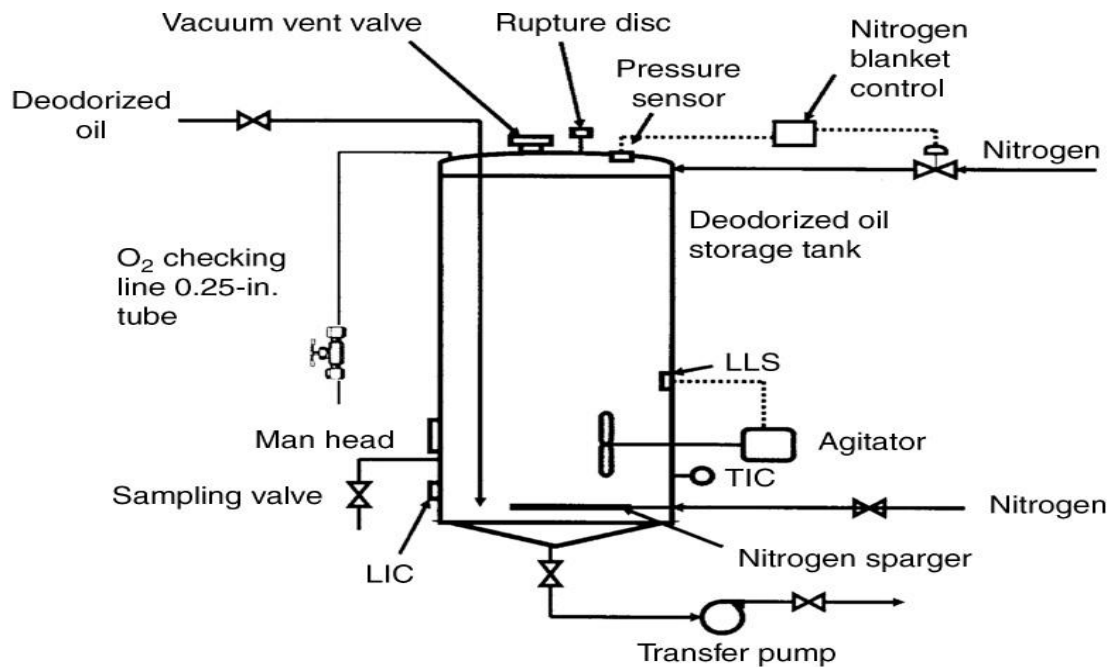 Vacuum vent valve
Rupture disc
Nitrogen
blanket
control
Pressure
sensor
Deodorized
oil
Nitrogen
Deodorized oil
storage tank
O₂ checking
line 0.25-in.
tube
LLS
Man head
Agitator
TIC
Sampling valve
Nitrogen
LIC
Nitrogen sparger
Transfer pump